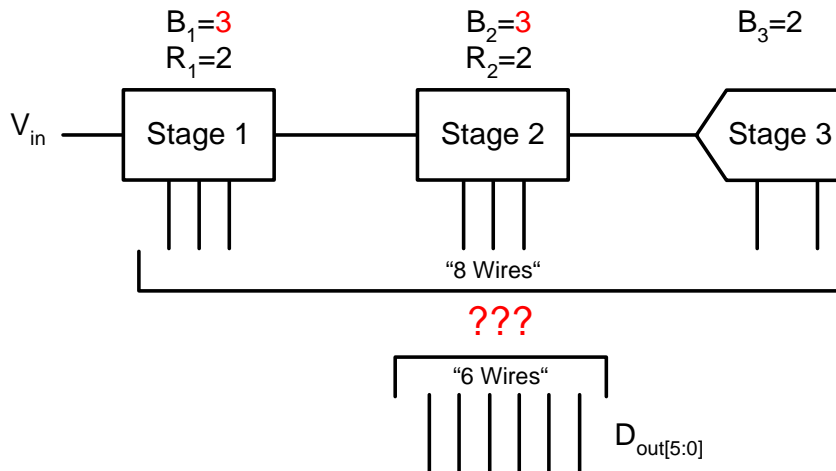 B1=3 B2=3 B3=2
R1=2 R2=2
Vin Stage 1 Stage 2 Stage 3
“8 Wires“
???
“6 Wires“
Dout[5:0]